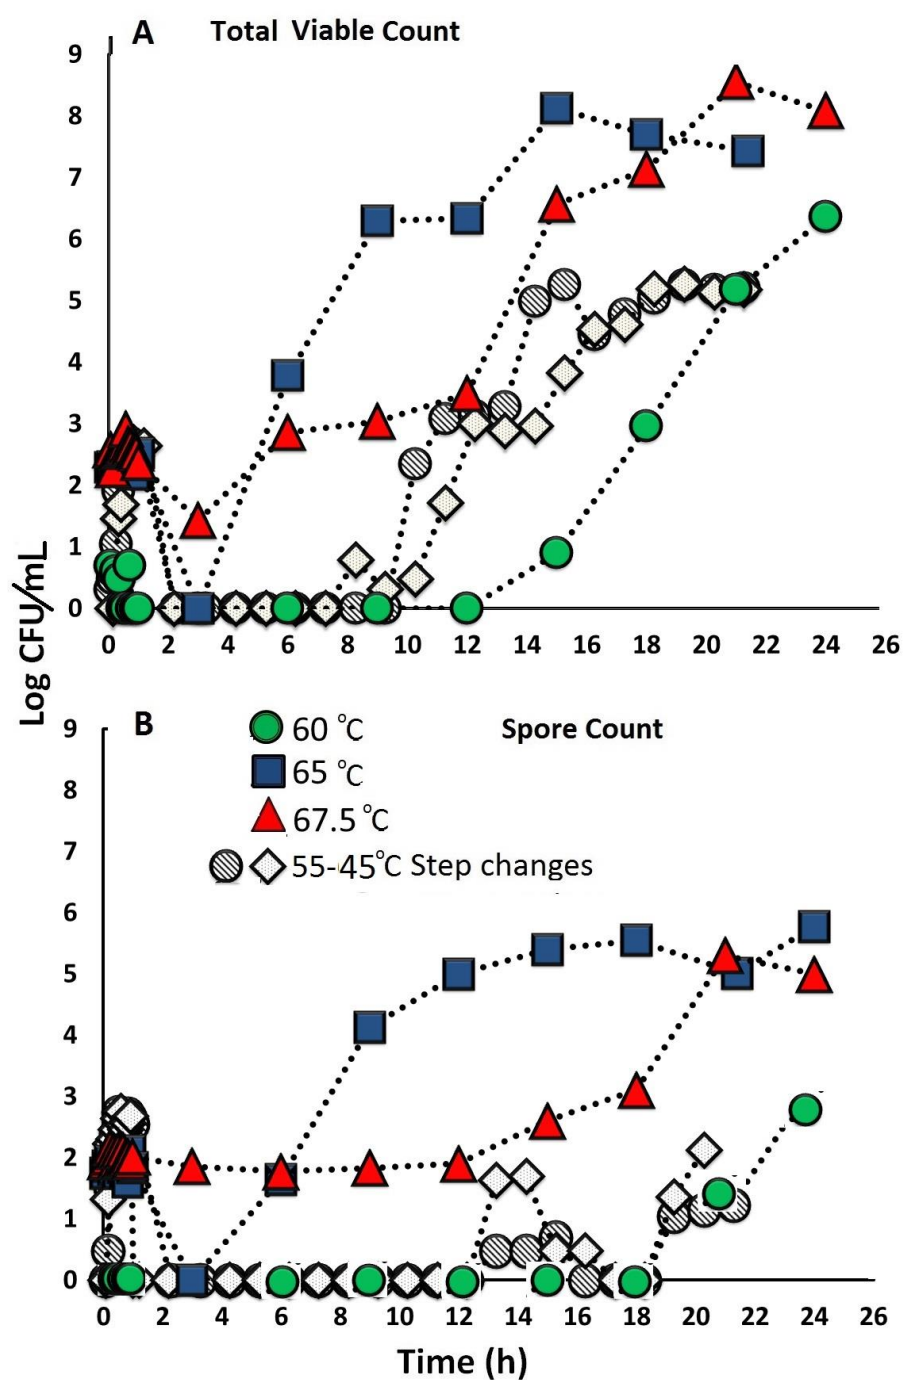 A Total Viable Count
9
8
7
6
5
4
3
2
1
0
0 2 4 6 8 10 12 14 16 18 20 22 24 26
Log CFU/mL
B Spore Count
60 °C
65 °C
67.5 °C
55-45°C Step changes
9
8
7
6
5
4
3
2
1
0
0 2 4 6 8 10 12 14 16 18 20 22 24 26
Time (h)